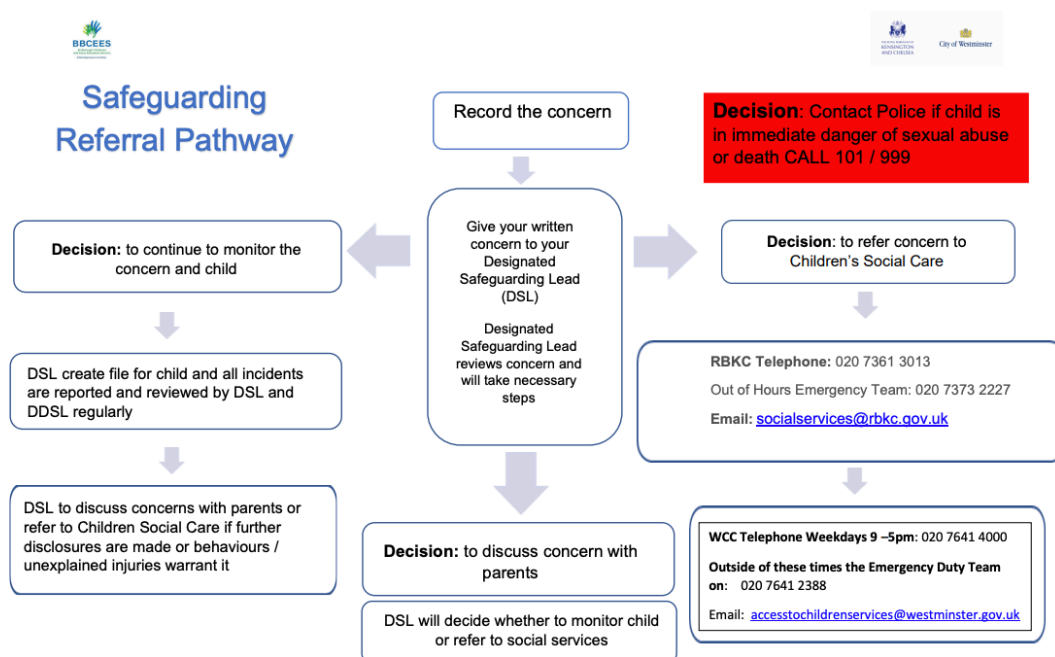 BBCEES
KENSINGTON
AND CHELSEA
City of Westminster
Safeguarding
Referral Pathway
Record the concern
Decision: Contact Police if child is
in immediate danger of sexual abuse
or death CALL 101 / 999
Give your written
concern to your
Designated
Safeguarding Lead
(DSL)
Designated
Safeguarding Lead
reviews concern and
will take necessary
steps
Decision: to continue to monitor the
concern and child
DSL create file for child and all incidents
are reported and reviewed by DSL and
DDSL regularly
DSL to discuss concerns with parents or
refer to Children Social Care if further
disclosures are made or behaviours /
unexplained injuries warrant it
Decision: to discuss concern with
parents
DSL will decide whether to monitor child
or refer to social services
Decision: to refer concern to
Children’s Social Care
RBKC Telephone: 020 7361 3013
Out of Hours Emergency Team: 020 7373 2227
Email: socialservices@rbkc.gov.uk
WCC Telephone Weekdays 9 –5pm: 020 7641 4000
Outside of these times the Emergency Duty Team
on: 020 7641 2388
Email: accesstochildrenservices@westminster.gov.uk